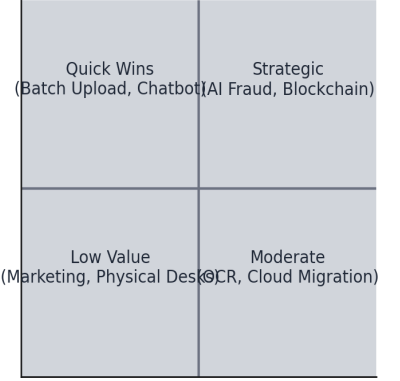 Quick Wins
(Batch Upload, Chatbot)
Strategic
(AI Fraud, Blockchain)
Low Value
(Marketing, Physical Desks)
Moderate
(OCR, Cloud Migration)